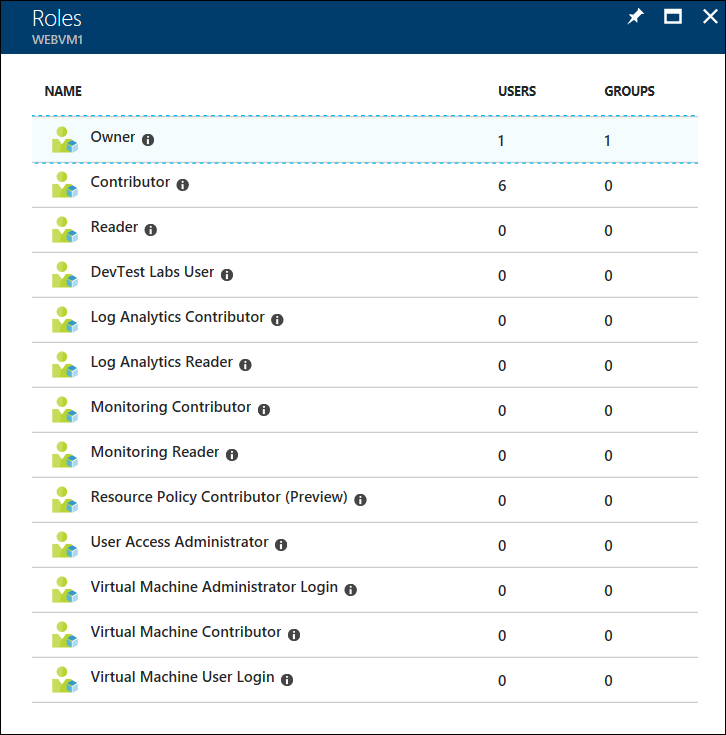 Roles
WEBVM1
NAME USERS GROUPS
Owner 1 1
Contributor 6 0
Reader 0 0
DevTest Labs User 0 0
Log Analytics Contributor 0 0
Log Analytics Reader 0 0
Monitoring Contributor 0 0
Monitoring Reader 0 0
Resource Policy Contributor (Preview) 0 0
User Access Administrator 0 0
Virtual Machine Administrator Login 0 0
Virtual Machine Contributor 0 0
Virtual Machine User Login 0 0